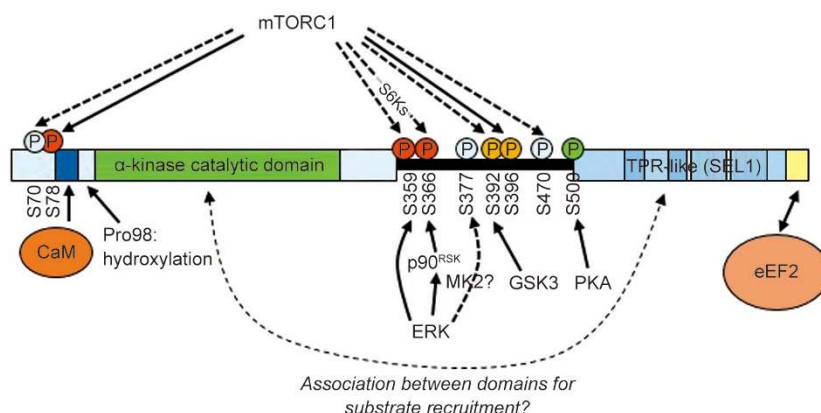 mTORC1
S6Ks
P P P P P P P P P
α-kinase catalytic domain
TPR-like (SEL1)
S70
S78
S359
S366
S377
S392
S396
S470
S500
CaM
Pro98:
hydroxylation
p90RSK
MK2?
GSK3
PKA
ERK
eEF2
Association between domains for
substrate recruitment?